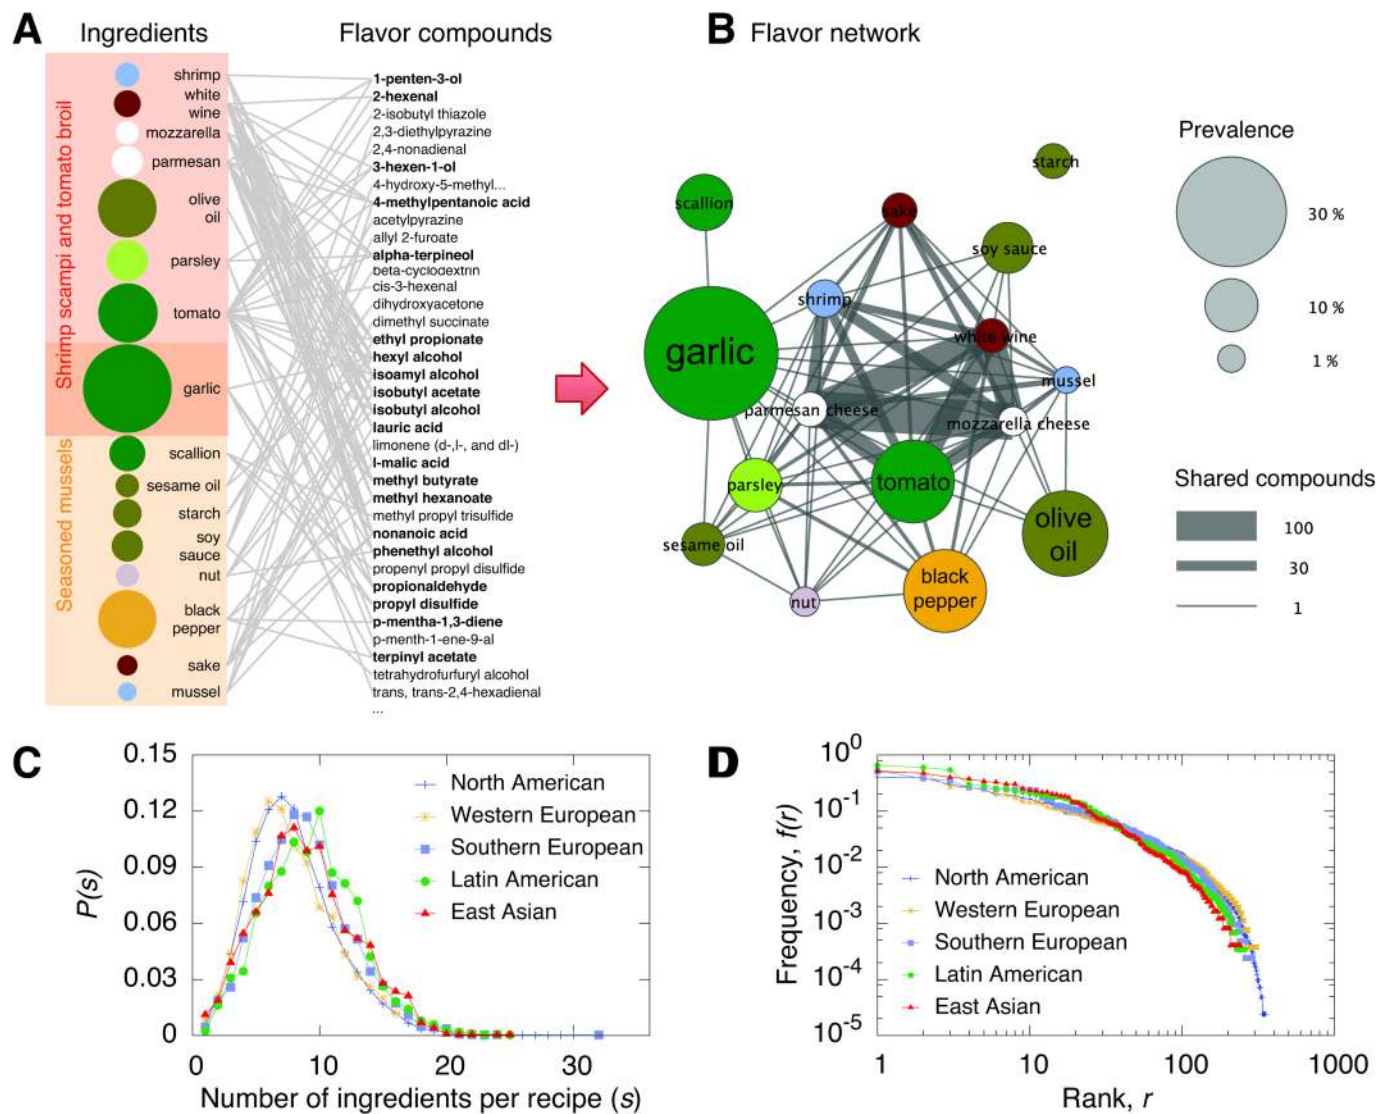 A
Ingredients
Flavor compounds
Shrimp scampi and tomato broil
Seasoned mussels
shrimp
white
wine
mozzarella
parmesan
olive
oil
parsley
tomato
garlic
scallion
sesame oil
starch
soy
sauce
nut
black
pepper
sake
mussel
1-penten-3-ol
2-hexenal
2-isobutyl thiazole
2,3-diethylpyrazine
2,4-nonadienal
3-hexen-1-ol
4-hydroxy-5-methyl...
4-methylpentanoic acid
acetylpyrazine
allyl 2-furoate
alpha-terpineol
beta-cyclodextrin
cis-3-hexenal
dihydroxyacetone
dimethyl succinate
ethyl propionate
hexyl alcohol
isoamyl alcohol
isobutyl acetate
isobutyl alcohol
lauric acid
limonene (d-,l-, and dl-)
l-malic acid
methyl butyrate
methyl hexanoate
methyl propyl trisulfide
nonanoic acid
phenethyl alcohol
propenyl propyl disulfide
propionaldehyde
propyl disulfide
p-mentha-1,3-diene
p-menth-1-ene-9-al
terpinyl acetate
tetrahydrofurfuryl alcohol
trans, trans-2,4-hexadienal
...
B
Flavor network
starch
scallion
sake
soy sauce
shrimp
white wine
garlic
mussel
parmesan cheese
mozzarella cheese
parsley
tomato
sesame oil
olive
oil
black
pepper
nut
Prevalence
30 %
10 %
1 %
Shared compounds
100
30
1
C
0.15
0.12
0.09
0.06
0.03
0
P(s)
North American
Western European
Southern European
Latin American
East Asian
0 10 20 30
Number of ingredients per recipe (s)
D
10^0
10^-1
10^-2
10^-3
10^-4
10^-5
Frequency, f(r)
North American
Western European
Southern European
Latin American
East Asian
1 10 100 1000
Rank, r